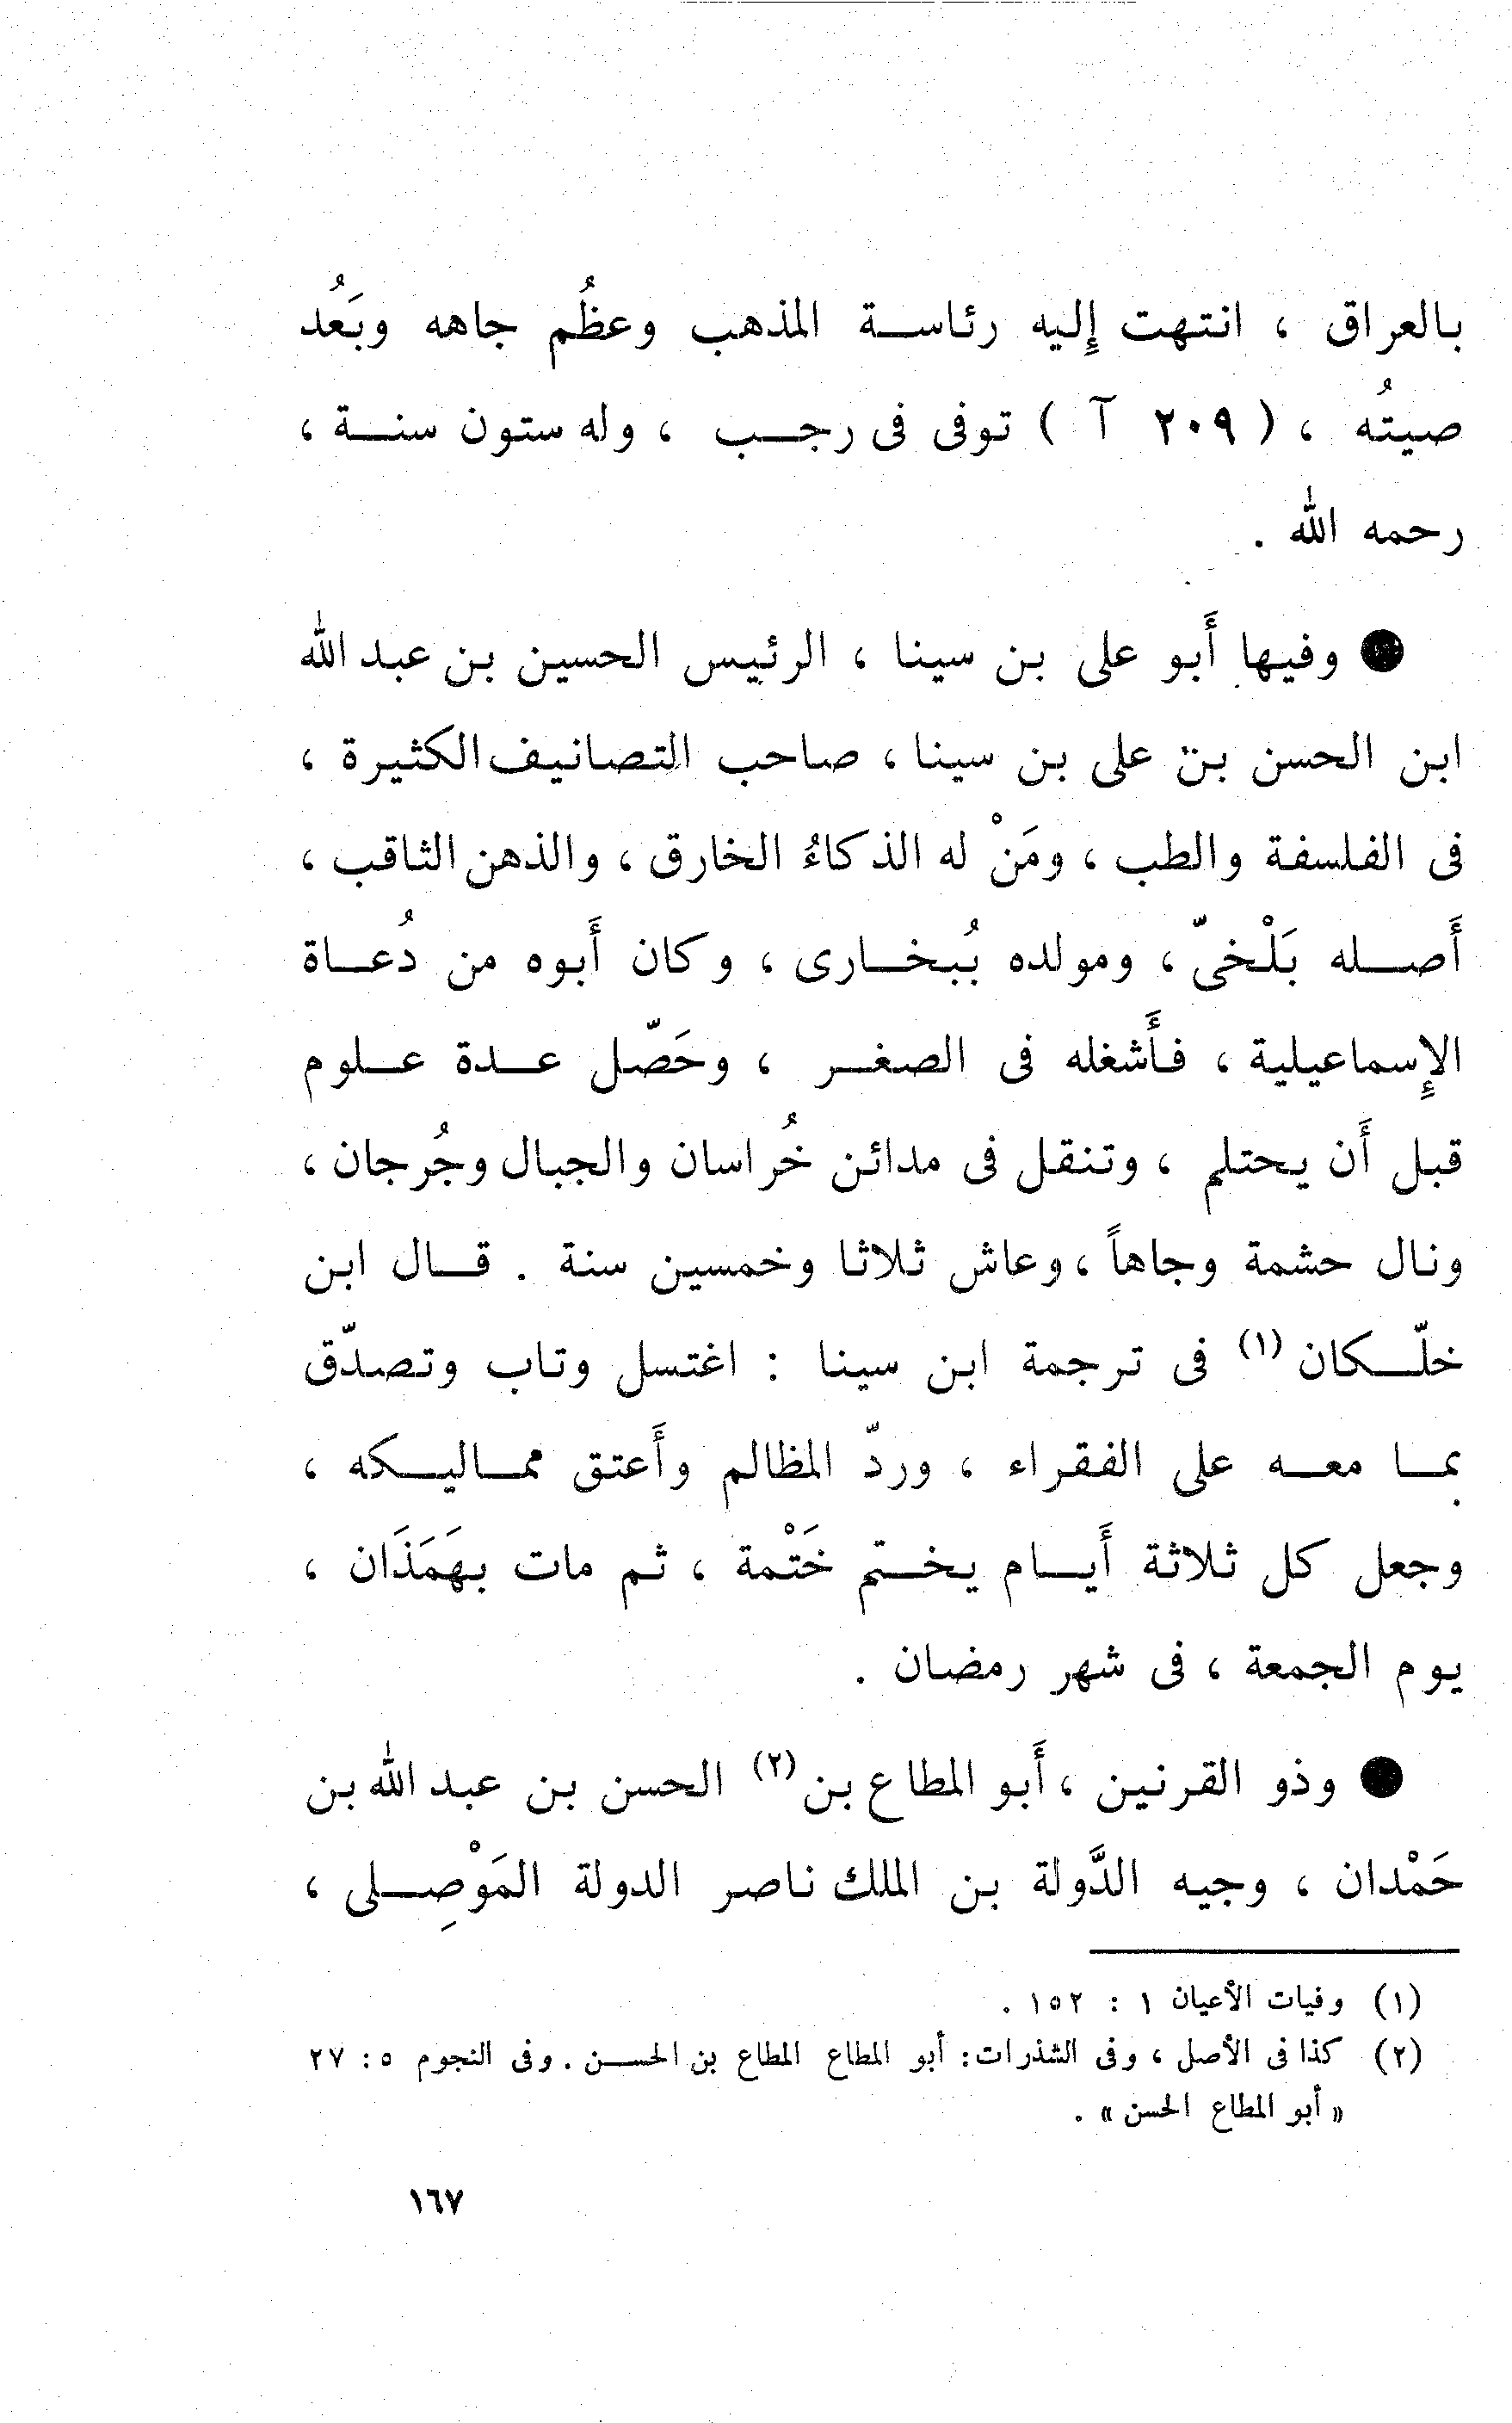 بالعراق ، انتهت إِليه رئاسة المذهب وعظُم جاهه وبَعُد
صيتُه ، ( ٢٠٩ آ ) توفى فى رجب ، وله ستون سنة ،
رحمه الله .
● وفيها أَبو على بن سينا ، الرئيس الحسين بن عبد الله
ابن الحسن بن على بن سينا ، صاحب التصانيف الكثيرة ،
فى الفلسفة والطب ، ومَنْ له الذكاءُ الخارق ، والذهن الثاقب ،
أَصله بَلْخىّ ، ومولده بُبخارى ، وكان أَبوه من دُعاة
الإِسماعيلية ، فأَشغله فى الصغر ، وحَصّل عدة علوم
قبل أَن يحتلم ، وتنقل فى مدائن خُراسان والجبال وجُرجان ،
ونال حشمة وجاهاً ، وعاش ثلاثا وخمسين سنة . قال ابن
خلّكان (١) فى ترجمة ابن سينا : اغتسل وتاب وتصدّق
بما معه على الفقراء ، وردّ المظالم وأَعتق مماليكه ،
وجعل كل ثلاثة أَيام يختم خَتْمة ، ثم مات بهَمَذَان ،
يوم الجمعة ، فى شهر رمضان .
● وذو القرنين ، أَبو المطاع بن (٢) الحسن بن عبد الله بن
حَمْدان ، وجيه الدَّولة بن الملك ناصر الدولة المَوْصِلى ،
(١) وفيات الأعيان ١ : ١٥٢ .
(٢) كذا فى الأصل ، وفى الشذرات : أبو المطاع المطاع بن الحسن . وفى النجوم ٥ : ٢٧
« أبو المطاع الحسن » .
١٦٧